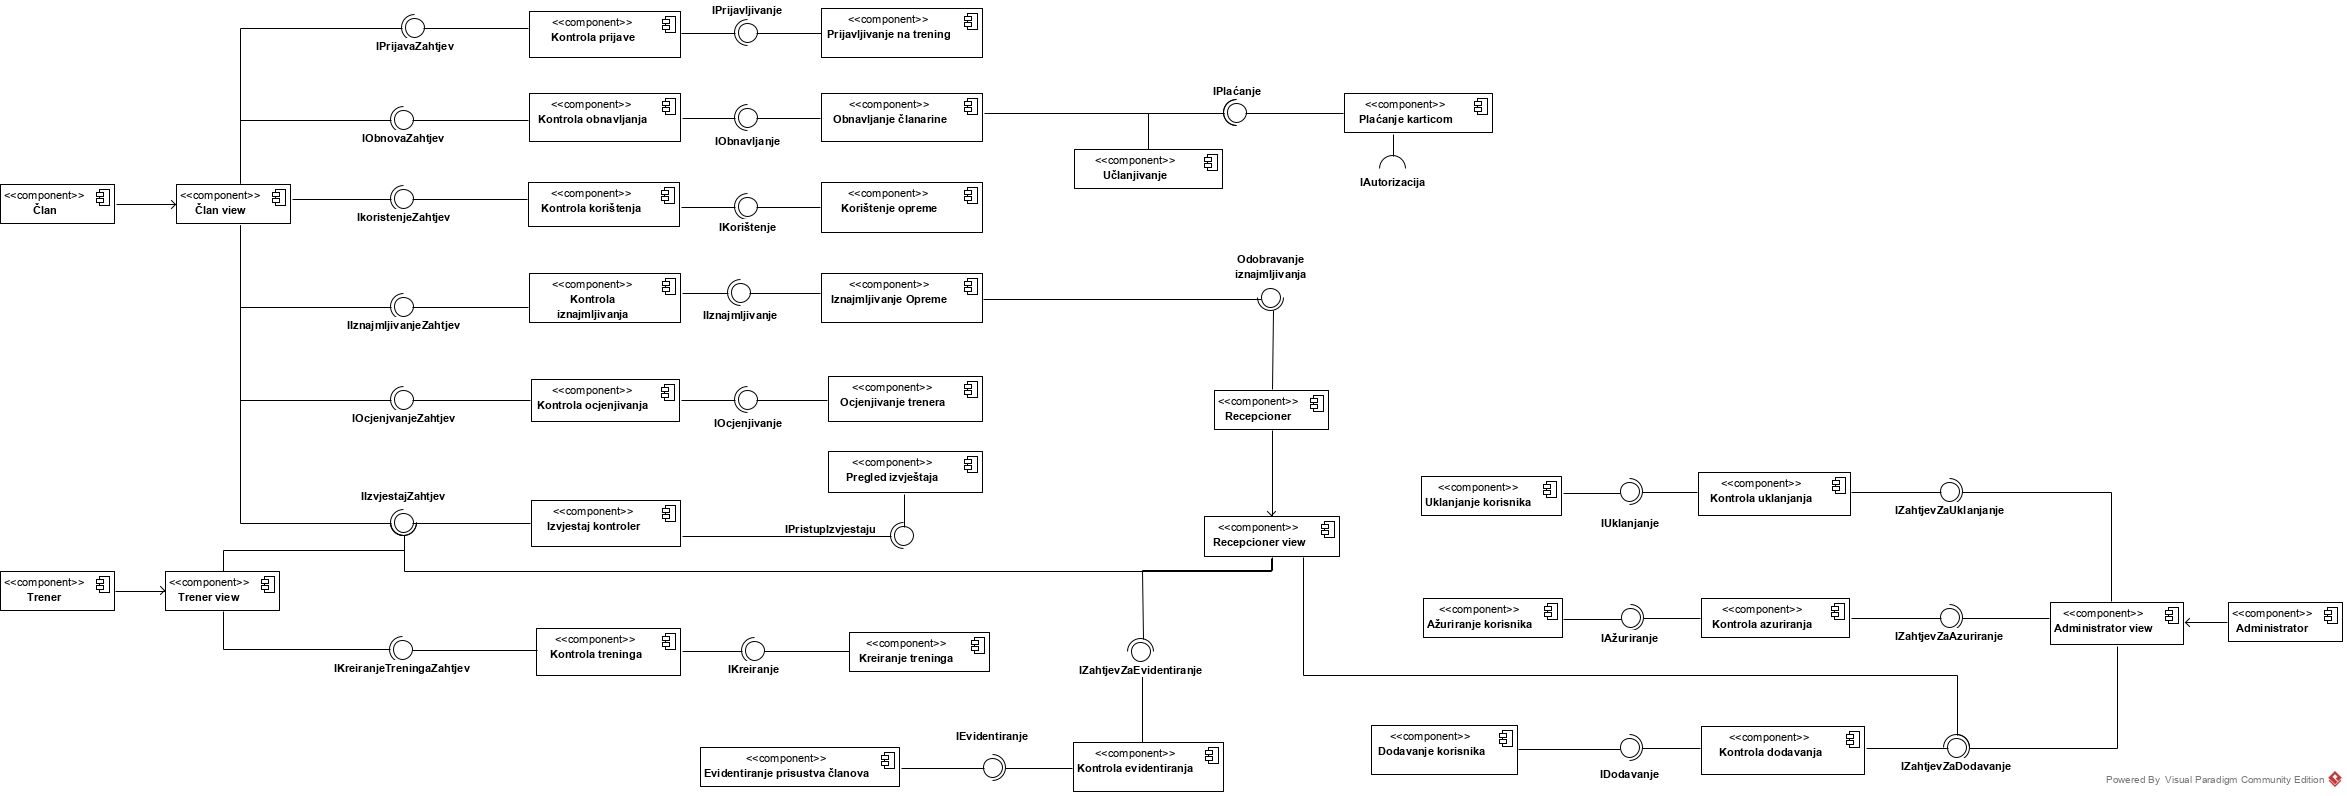 IPrijavljivanje
<<component>>
Kontrola prijave
<<component>>
Prijavljivanje na trening
IPrijavaZahtjev
<<component>>
Kontrola obnavljanja
<<component>>
Obnavljanje članarine
IPlaćanje
<<component>>
Plaćanje karticom
IObnovaZahtjev
IObnavljanje
<<component>>
Učlanjivanje
IAutorizacija
<<component>>
Član
<<component>>
Član view
<<component>>
Kontrola korištenja
<<component>>
Korištenje opreme
IkoristenjeZahtjev
IKorištenje
Odobravanje
iznajmljivanja
<<component>>
Kontrola
iznajmljivanja
<<component>>
Iznajmljivanje Opreme
IIznajmljivanjeZahtjev
IIznajmljivanje
<<component>>
Kontrola ocjenjivanja
<<component>>
Ocjenjivanje trenera
<<component>>
Recepcioner
IOcjenjvanjeZahtjev
IOcjenjivanje
<<component>>
Pregled izvještaja
IIzvjestajZahtjev
<<component>>
Izvjestaj kontroler
IPristupIzvjestaju
<<component>>
Recepcioner view
<<component>>
Uklanjanje korisnika
<<component>>
Kontrola uklanjanja
IUklanjanje
IZahtjevZaUklanjanje
<<component>>
Trener
<<component>>
Trener view
<<component>>
Ažuriranje korisnika
<<component>>
Kontrola azuriranja
<<component>>
Administrator view
<<component>>
Administrator
IAžuriranje
IZahtjevZaAzuriranje
<<component>>
Kontrola treninga
<<component>>
Kreiranje treninga
IKreiranjeTreningaZahtjev
IKreiranje
IZahtjevZaEvidentiranje
IEvidentiranje
<<component>>
Evidentiranje prisustva članova
<<component>>
Kontrola evidentiranja
<<component>>
Dodavanje korisnika
<<component>>
Kontrola dodavanja
IDodavanje
IZahtjevZaDodavanje
Powered By Visual Paradigm Community Edition